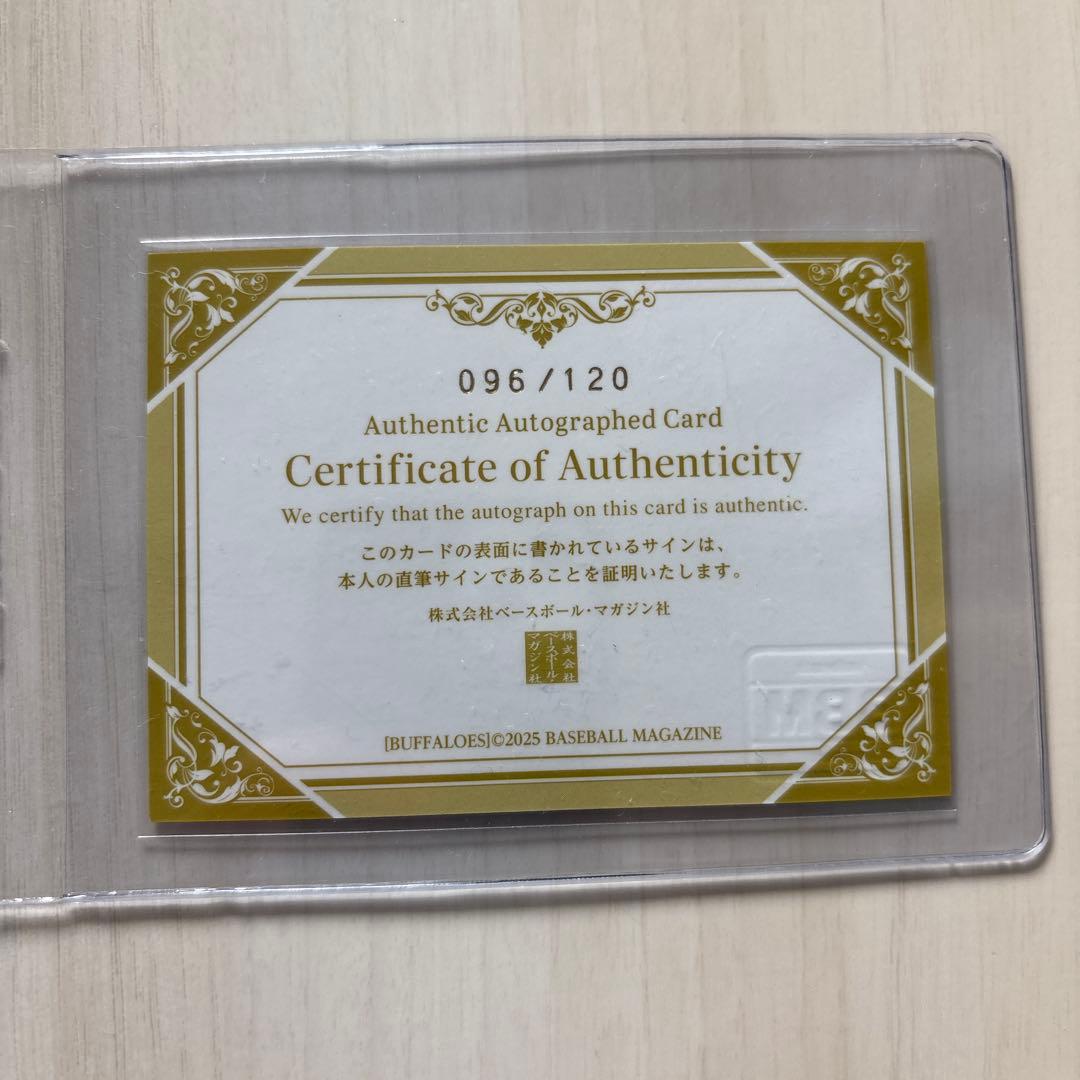 096/120
Authentic Autographed Card
Certificate of Authenticity
We certify that the autograph on this card is authentic.
このカードの表面に書かれているサインは、
本人の直筆サインであることを証明いたします。
株式会社ベースボール・マガジン社
株式会社
ベースボール・
マガジン社
[BUFFALOES]©2025 BASEBALL MAGAZINE